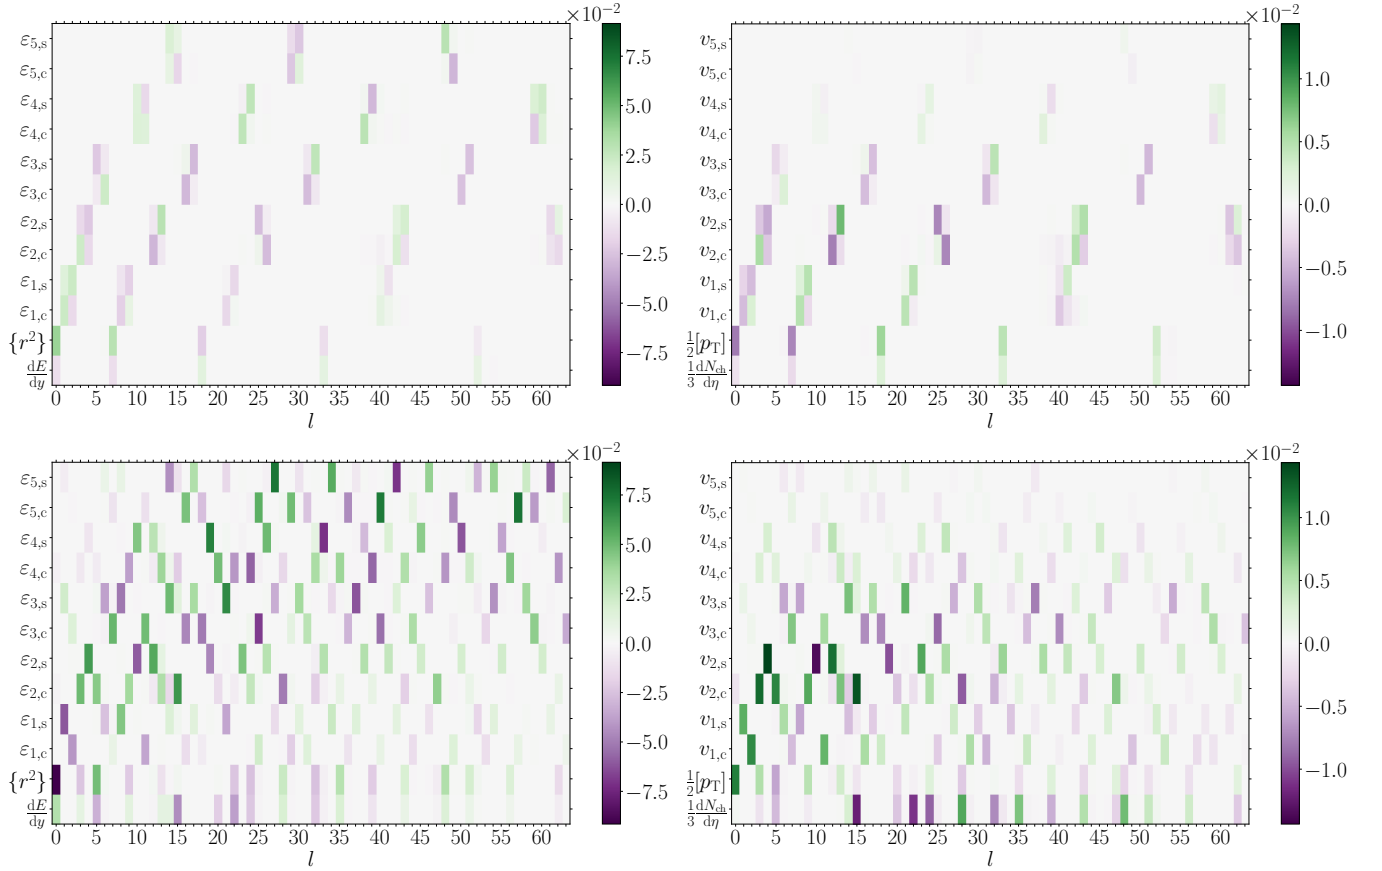 ×10⁻²
ε5,s
ε5,c
ε4,s
ε4,c
ε3,s
ε3,c
ε2,s
ε2,c
ε1,s
ε1,c
{r²}
dE/dy
7.5
5.0
2.5
0.0
−2.5
−5.0
−7.5
0 5 10 15 20 25 30 35 40 45 50 55 60
l
×10⁻²
v5,s
v5,c
v4,s
v4,c
v3,s
v3,c
v2,s
v2,c
v1,s
v1,c
½[pT]
⅓ dNch/dη
1.0
0.5
0.0
−0.5
−1.0
0 5 10 15 20 25 30 35 40 45 50 55 60
l
×10⁻²
ε5,s
ε5,c
ε4,s
ε4,c
ε3,s
ε3,c
ε2,s
ε2,c
ε1,s
ε1,c
{r²}
dE/dy
7.5
5.0
2.5
0.0
−2.5
−5.0
−7.5
0 5 10 15 20 25 30 35 40 45 50 55 60
l
×10⁻²
v5,s
v5,c
v4,s
v4,c
v3,s
v3,c
v2,s
v2,c
v1,s
v1,c
½[pT]
⅓ dNch/dη
1.0
0.5
0.0
−0.5
−1.0
0 5 10 15 20 25 30 35 40 45 50 55 60
l